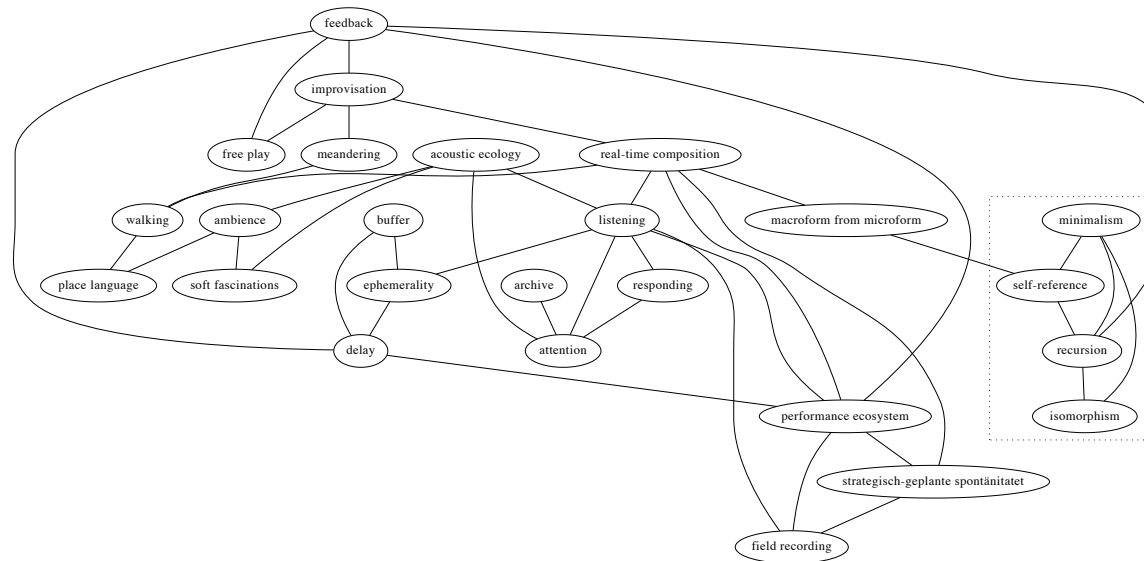 feedback
improvisation
free play
meandering
acoustic ecology
real-time composition
walking
ambience
buffer
listening
macroform from microform
minimalism
place language
soft fascinations
ephemerality
archive
responding
self-reference
delay
attention
recursion
performance ecosystem
isomorphism
strategisch-geplante spontänitatet
field recording